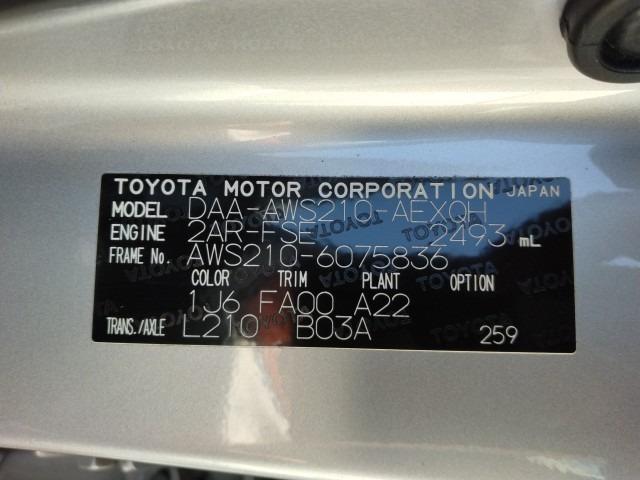 TOYOTA MOTOR CORPORATION JAPAN
MODEL DAA-AWS210-AEXQH
ENGINE 2AR-FSE 2493 mL
FRAME No. AWS210-6075836
COLOR TRIM PLANT OPTION
1J6 FA00 A22
TRANS./AXLE L210 B03A 259